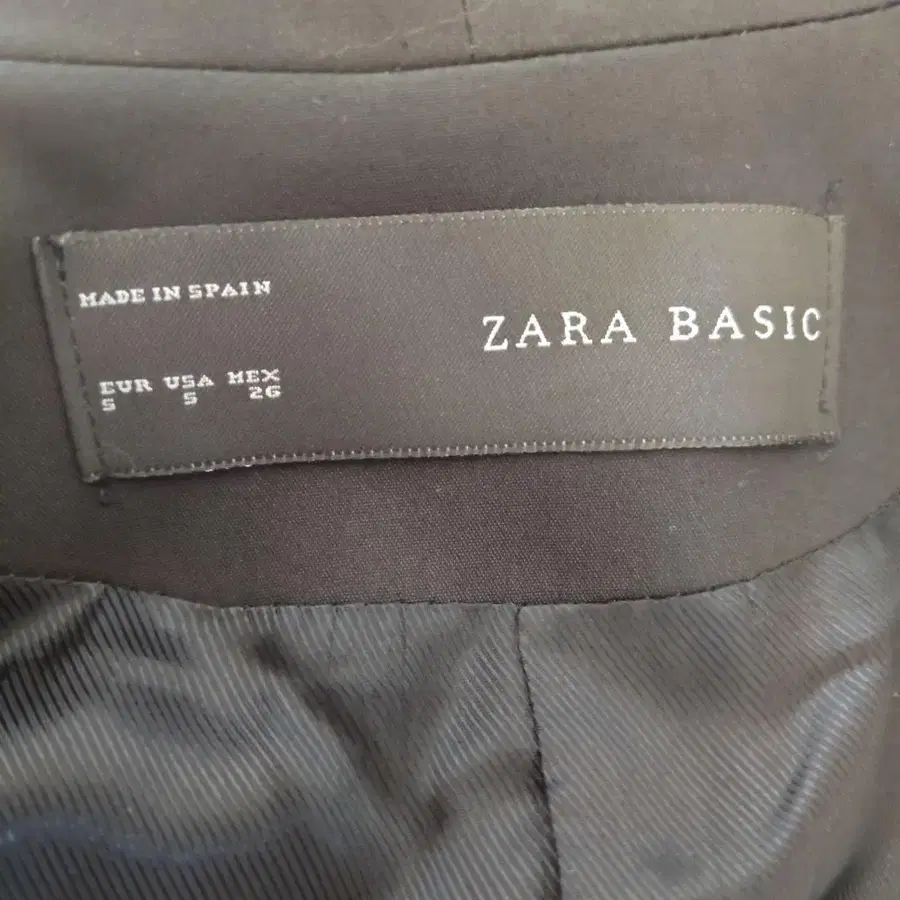 MADE IN SPAIN
ZARA BASIC
EUR USA MEX
S S 26